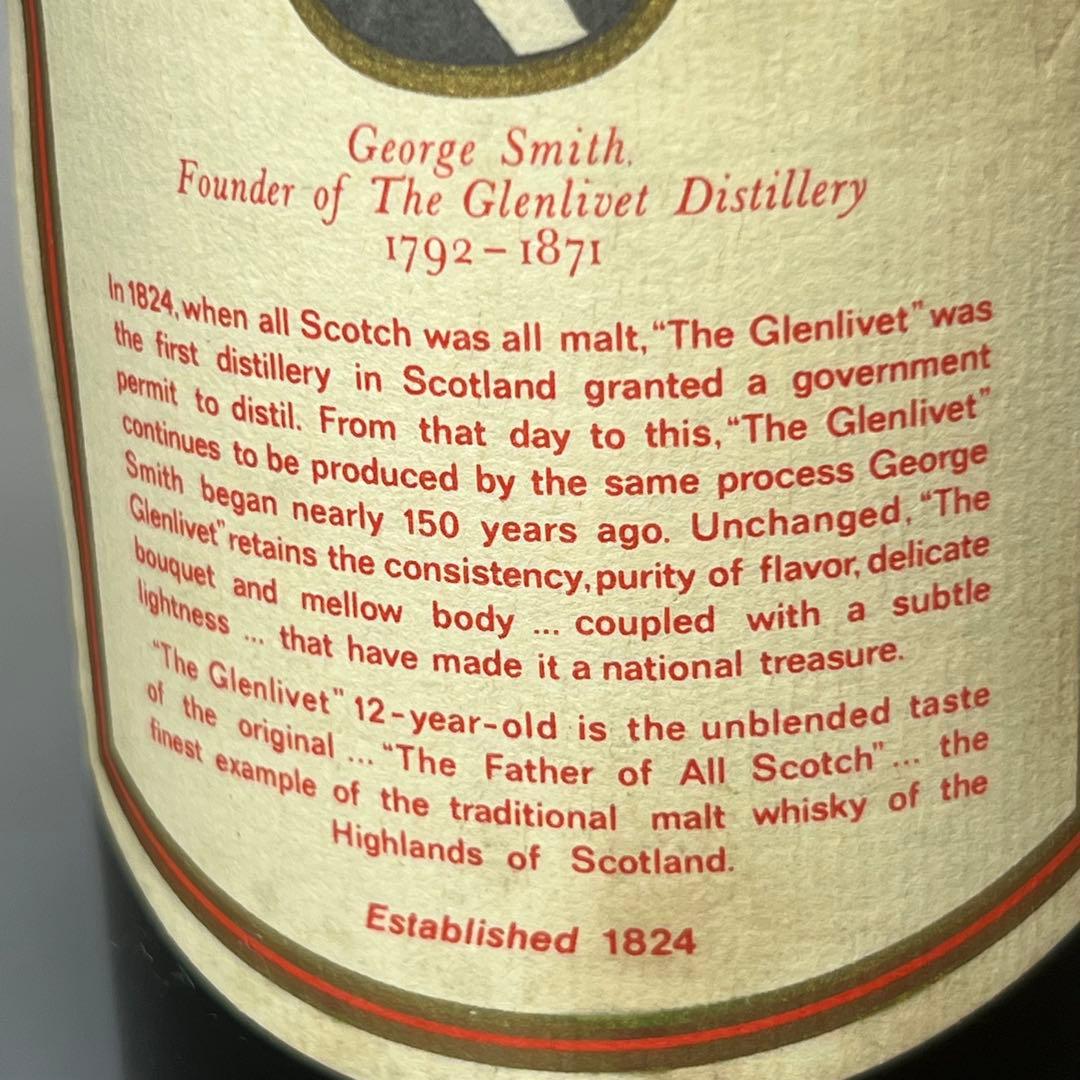 George Smith,
Founder of The Glenlivet Distillery
1792–1871
In 1824, when all Scotch was all malt, “The Glenlivet” was
the first distillery in Scotland granted a government
permit to distil. From that day to this, “The Glenlivet”
continues to be produced by the same process George
Smith began nearly 150 years ago. Unchanged, “The
Glenlivet” retains the consistency, purity of flavor, delicate
bouquet and mellow body ... coupled with a subtle
lightness ... that have made it a national treasure.
“The Glenlivet” 12-year-old is the unblended taste
of the original ... “The Father of All Scotch” ... the
finest example of the traditional malt whisky of the
Highlands of Scotland.
Established 1824